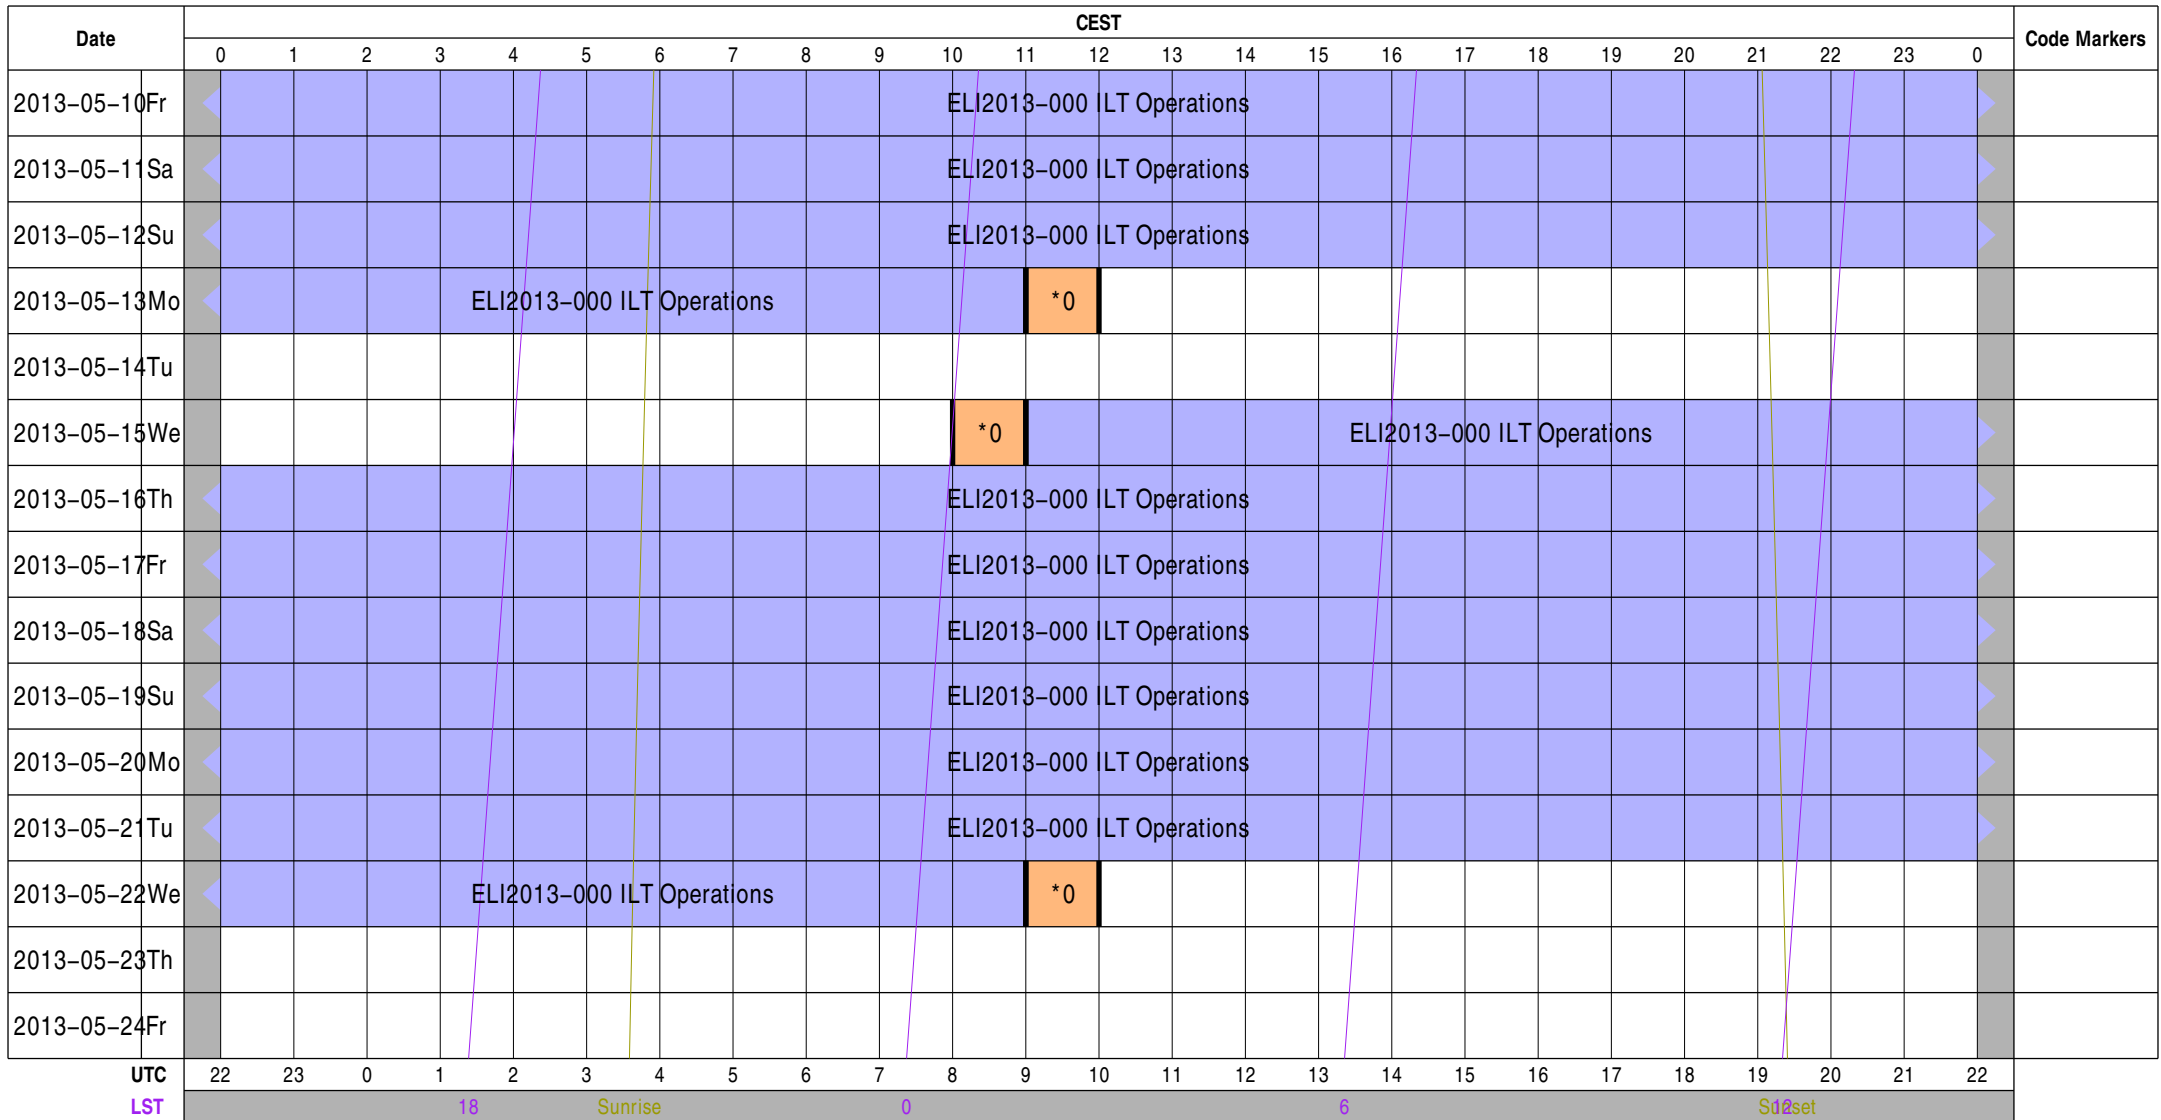 Date CEST Code Markers
0 1 2 3 4 5 6 7 8 9 10 11 12 13 14 15 16 17 18 19 20 21 22 23 0
2013-05-10Fr ELI2013-000 ILT Operations
2013-05-11Sa ELI2013-000 ILT Operations
2013-05-12Su ELI2013-000 ILT Operations
2013-05-13Mo ELI2013-000 ILT Operations *0
2013-05-14Tu
2013-05-15We *0 ELI2013-000 ILT Operations
2013-05-16Th ELI2013-000 ILT Operations
2013-05-17Fr ELI2013-000 ILT Operations
2013-05-18Sa ELI2013-000 ILT Operations
2013-05-19Su ELI2013-000 ILT Operations
2013-05-20Mo ELI2013-000 ILT Operations
2013-05-21Tu ELI2013-000 ILT Operations
2013-05-22We ELI2013-000 ILT Operations *0
2013-05-23Th
2013-05-24Fr
UTC 22 23 0 1 2 3 4 5 6 7 8 9 10 11 12 13 14 15 16 17 18 19 20 21 22
LST 18 Sunrise 0 6 Sunset 12